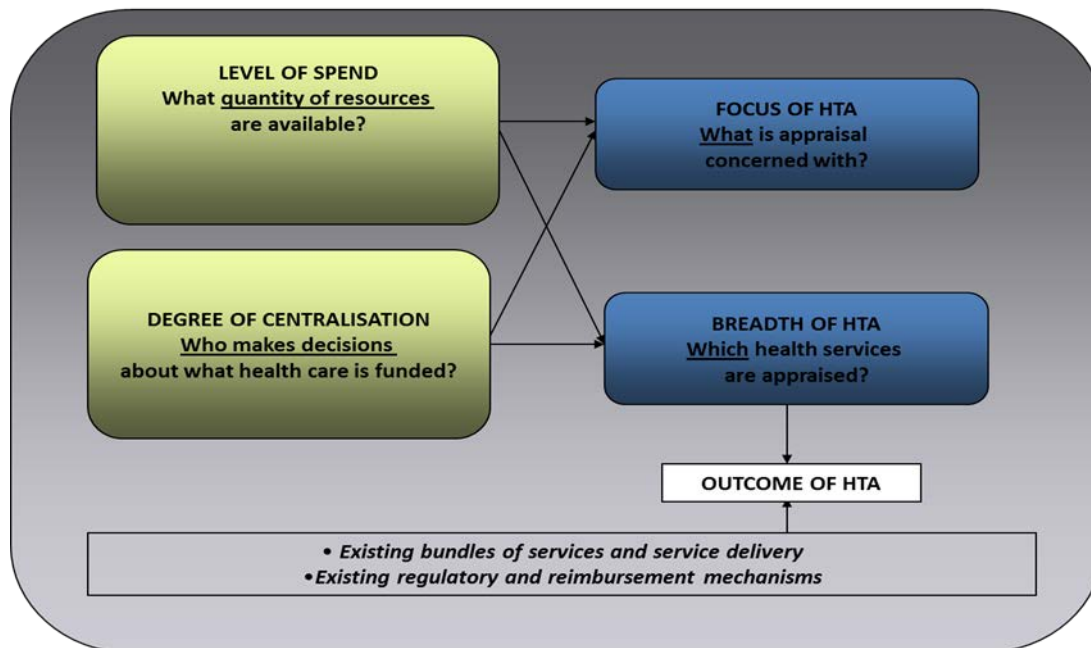 LEVEL OF SPEND
What quantity of resources
are available?
FOCUS OF HTA
What is appraisal
concerned with?
DEGREE OF CENTRALISATION
Who makes decisions
about what health care is funded?
BREADTH OF HTA
Which health services
are appraised?
OUTCOME OF HTA
• Existing bundles of services and service delivery
•Existing regulatory and reimbursement mechanisms